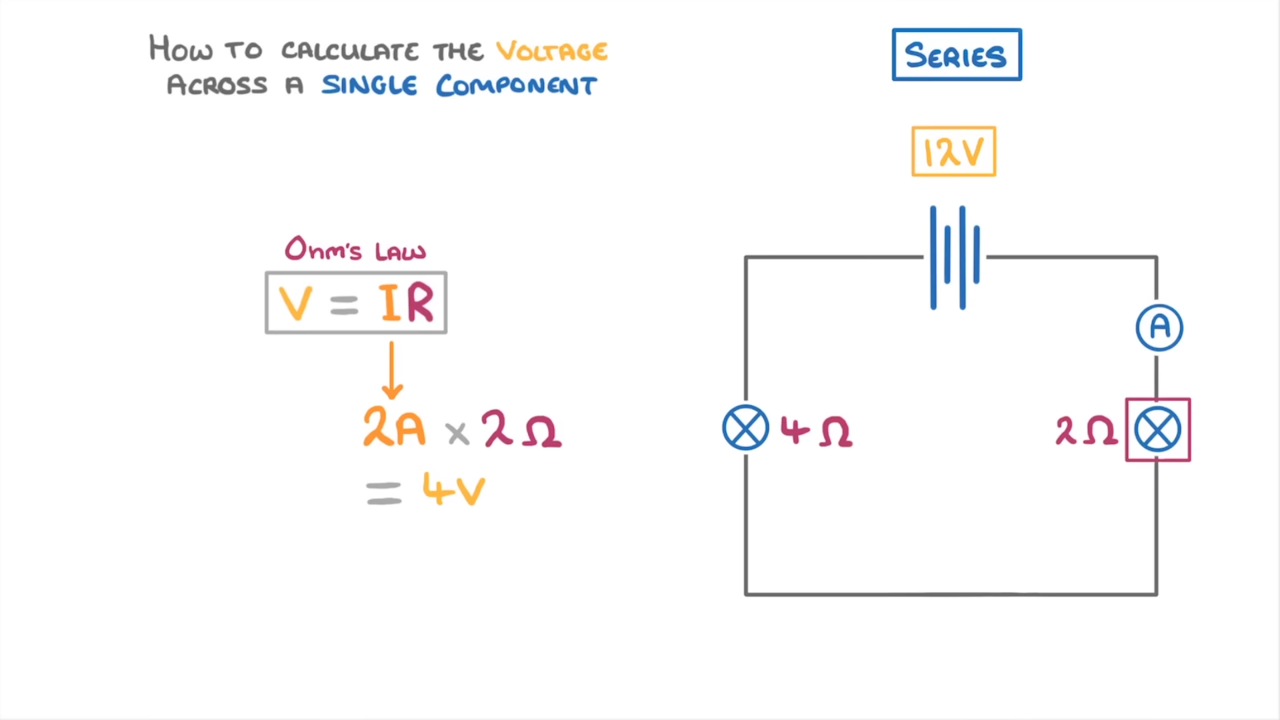 HOW TO CALCULATE THE VOLTAGE
ACROSS A SINGLE COMPONENT
SERIES
12V
OHM'S LAW
V = IR
A
2A × 2Ω
4Ω
2Ω
= 4V